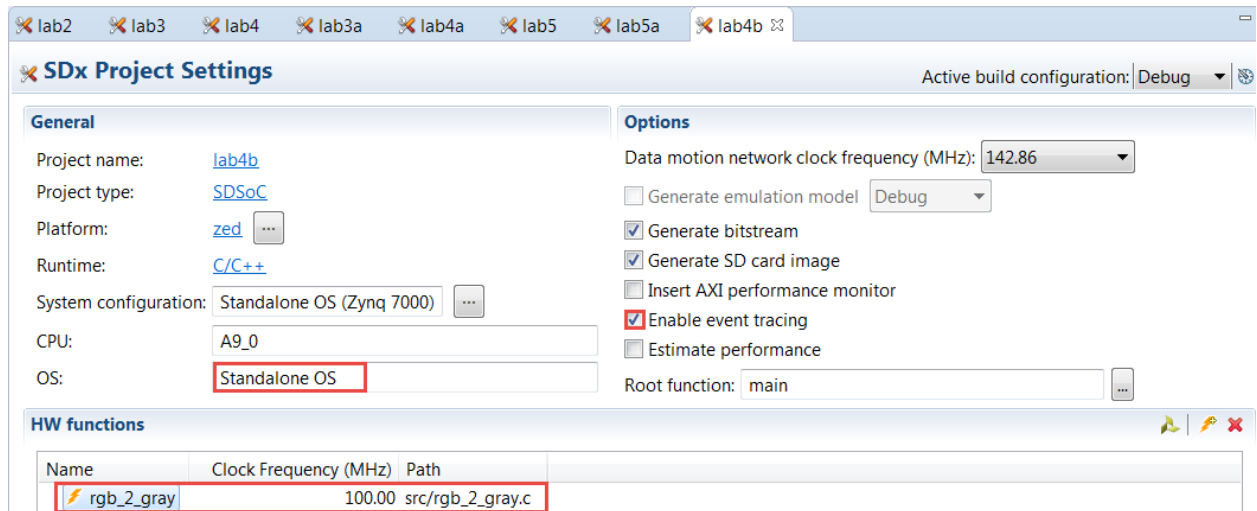 lab2 lab3 lab4 lab3a lab4a lab5 lab5a lab4b
SDx Project Settings
Active build configuration: Debug
General
Project name: lab4b
Project type: SDSoC
Platform: zed ...
Runtime: C/C++
System configuration: Standalone OS (Zynq 7000) ...
CPU: A9_0
OS: Standalone OS
Options
Data motion network clock frequency (MHz): 142.86
Generate emulation model Debug
Generate bitstream
Generate SD card image
Insert AXI performance monitor
Enable event tracing
Estimate performance
Root function: main ...
HW functions
Name Clock Frequency (MHz) Path
rgb_2_gray 100.00 src/rgb_2_gray.c